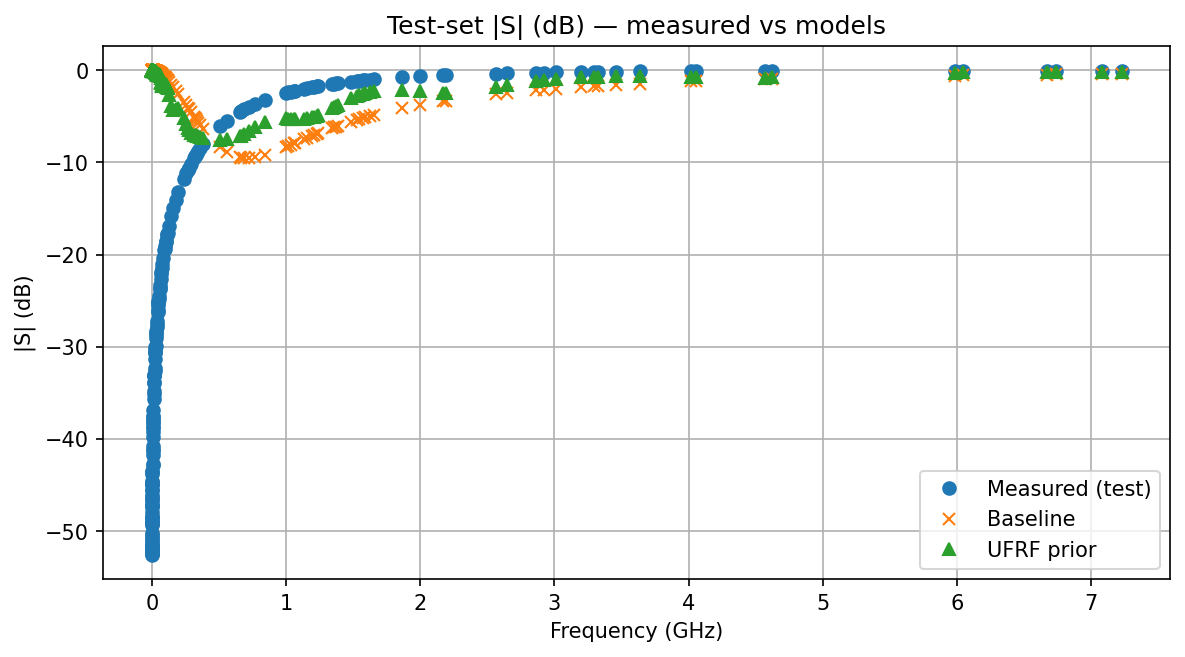 Test-set |S| (dB) — measured vs models
|S| (dB)
0
−10
−20
−30
−40
−50
0 1 2 3 4 5 6 7
Frequency (GHz)
Measured (test)
Baseline
UFRF prior